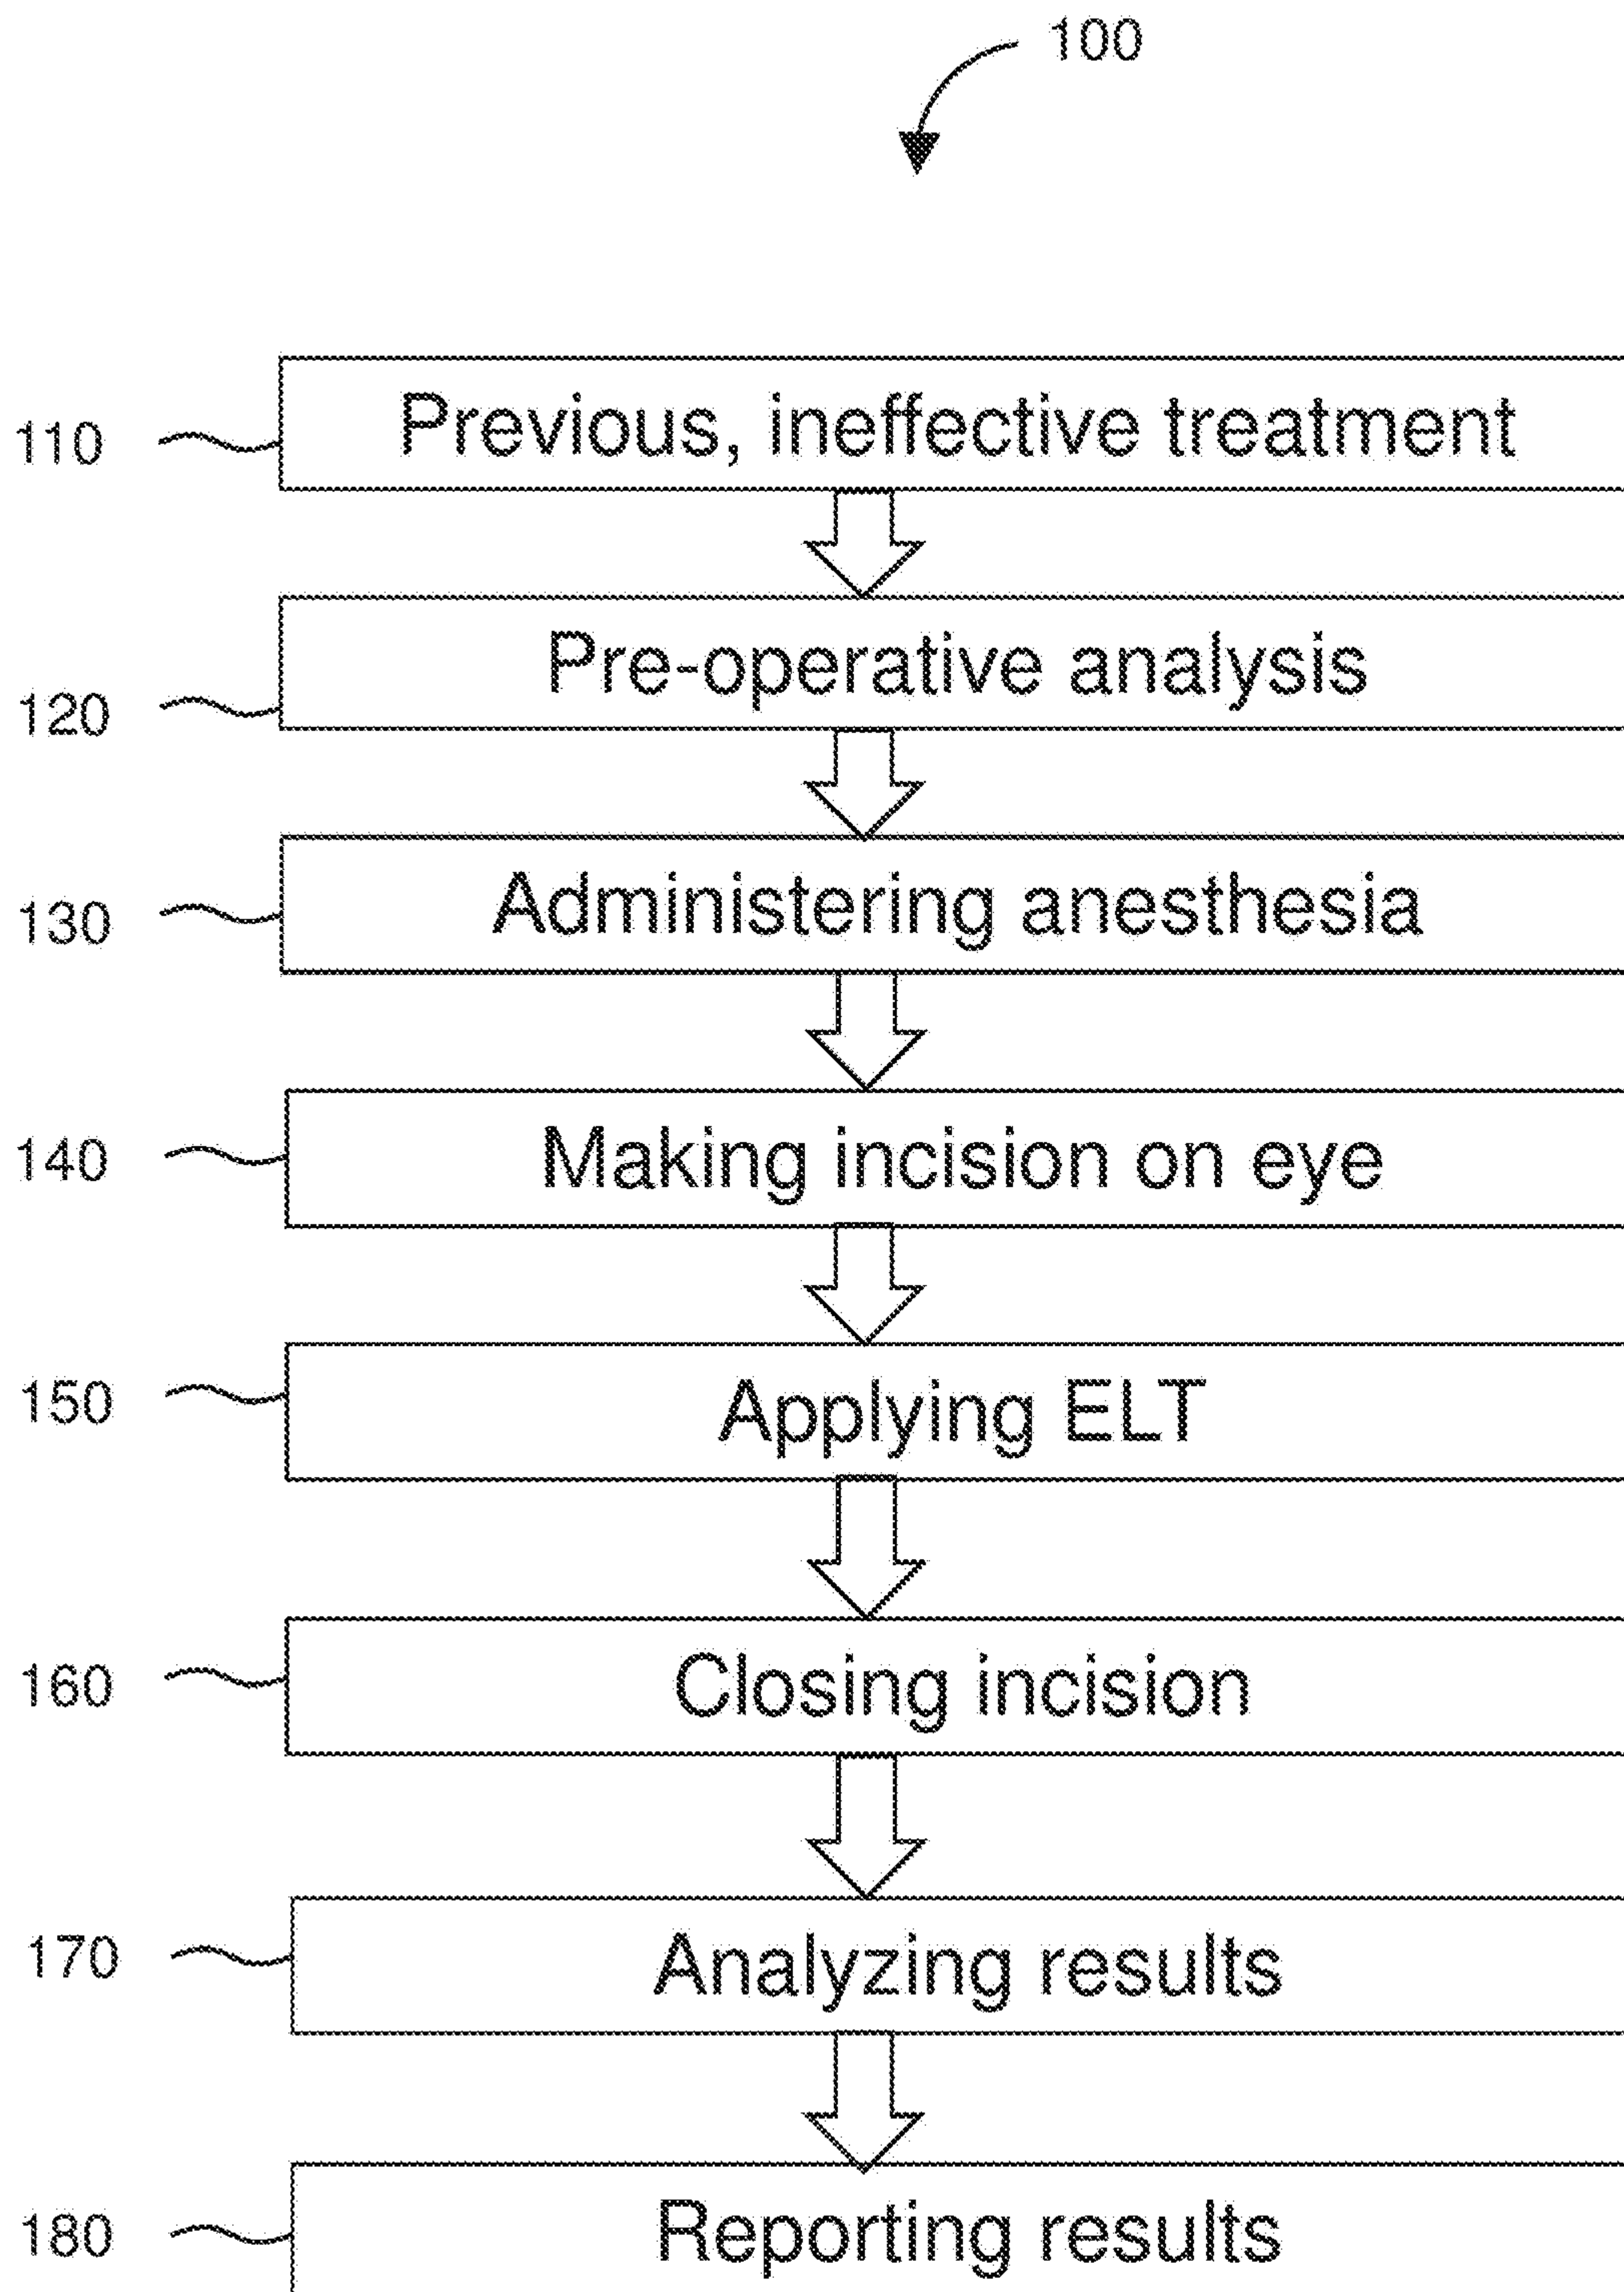 100
110 Previous, ineffective treatment
120 Pre-operative analysis
130 Administering anesthesia
140 Making incision on eye
150 Applying ELT
160 Closing incision
170 Analyzing results
180 Reporting results